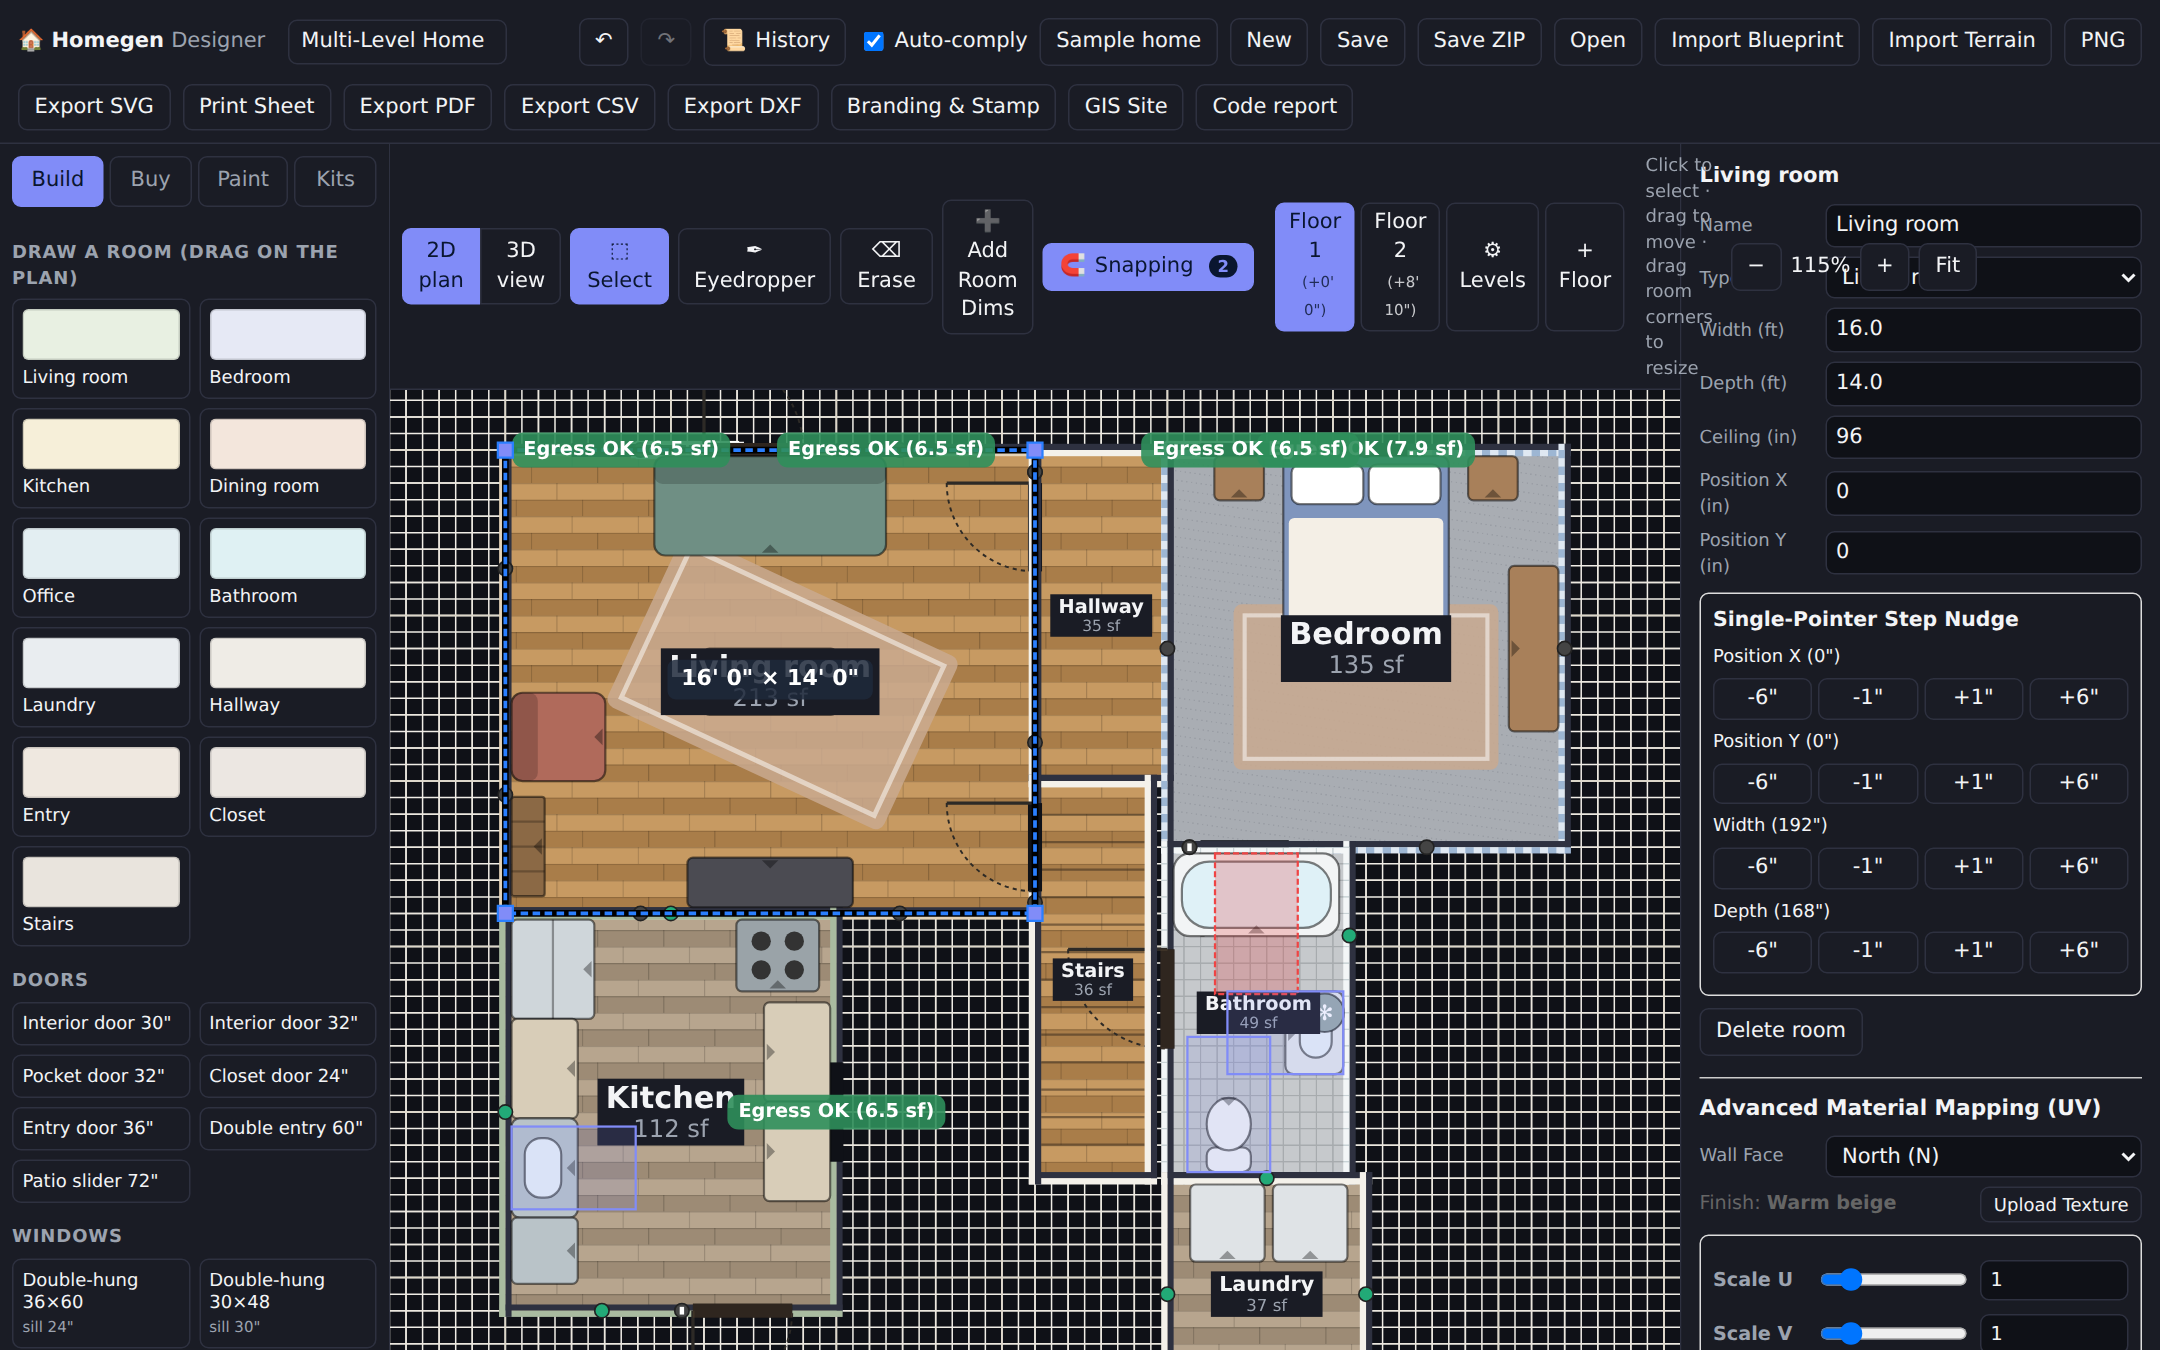 🏠 Homegen Designer
Multi-Level Home
↶
↷
📜 History
Auto-comply
Sample home
New
Save
Save ZIP
Open
Import Blueprint
Import Terrain
PNG
Export SVG
Print Sheet
Export PDF
Export CSV
Export DXF
Branding & Stamp
GIS Site
Code report
Build
Buy
Paint
Kits
DRAW A ROOM (DRAG ON THE
PLAN)
Living room
Bedroom
Kitchen
Dining room
Office
Bathroom
Laundry
Hallway
Entry
Closet
Stairs
DOORS
Interior door 30"
Interior door 32"
Pocket door 32"
Closet door 24"
Entry door 36"
Double entry 60"
Patio slider 72"
WINDOWS
Double-hung
36×60
sill 24"
Double-hung
30×48
sill 30"
2D
plan
3D
view
Select
Eyedropper
Erase
Add
Room
Dims
🧲 Snapping 2
Floor
1
(+0'
0")
Floor
2
(+8'
10")
Levels
+
Floor
Click to
select ·
drag to
move ·
drag
room
corners
to
resize
− 115% + Fit
Egress OK (6.5 sf)
Egress OK (6.5 sf)
Egress OK (6.5 sf)
OK (7.9 sf)
Living room
213 sf
16' 0" × 14' 0"
Hallway
35 sf
Bedroom
135 sf
Stairs
36 sf
Bathroom
49 sf
Kitchen
112 sf
Egress OK (6.5 sf)
Laundry
37 sf
Living room
Name
Living room
Width (ft)
16.0
Depth (ft)
14.0
Ceiling (in)
96
Position X
(in)
0
Position Y
(in)
0
Single-Pointer Step Nudge
Position X (0")
-6" -1" +1" +6"
Position Y (0")
-6" -1" +1" +6"
Width (192")
-6" -1" +1" +6"
Depth (168")
-6" -1" +1" +6"
Delete room
Advanced Material Mapping (UV)
Wall Face
North (N)
Finish: Warm beige
Upload Texture
Scale U
1
Scale V
1